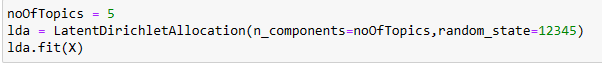 noOfTopics = 5
lda = LatentDirichletAllocation(n_components=noOfTopics,random_state=12345)
lda.fit(X)